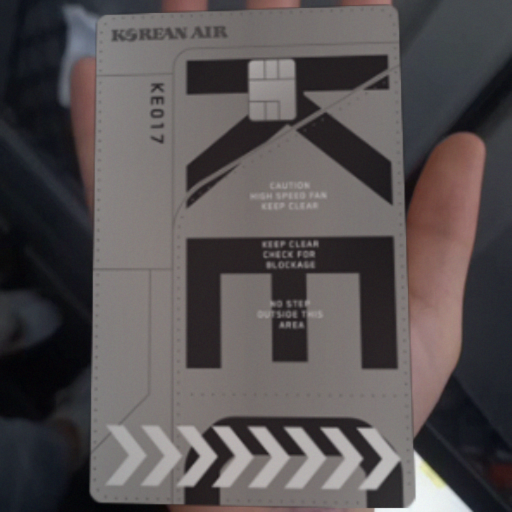 KOREAN AIR
KE017
KE
CAUTION
HIGH SPEED FAN
KEEP CLEAR
KEEP CLEAR
CHECK FOR
BLOCKAGE
NO STEP
OUTSIDE THIS
AREA